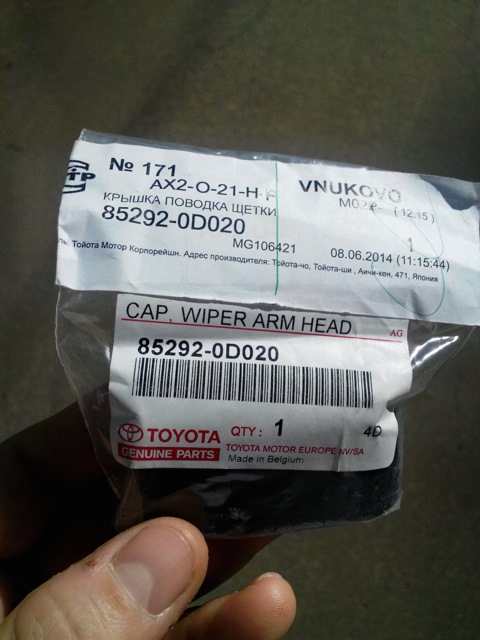 № 171
AX2-O-21-H-F
VNUKOVO
КРЫШКА ПОВОДКА ЩЕТКИ
(12,15)
85292-0D020
1
MG106421
08.06.2014 (11:15:44)
Тойота Мотор Корпорейшн. Адрес производителя: Тойота-чо, Тойота-ши , Аичи-кен, 471, Япония
CAP, WIPER ARM HEAD
AG
85292-0D020
TOYOTA
GENUINE PARTS
QTY : 1
4D
TOYOTA MOTOR EUROPE NV/SA
Made in Belgium